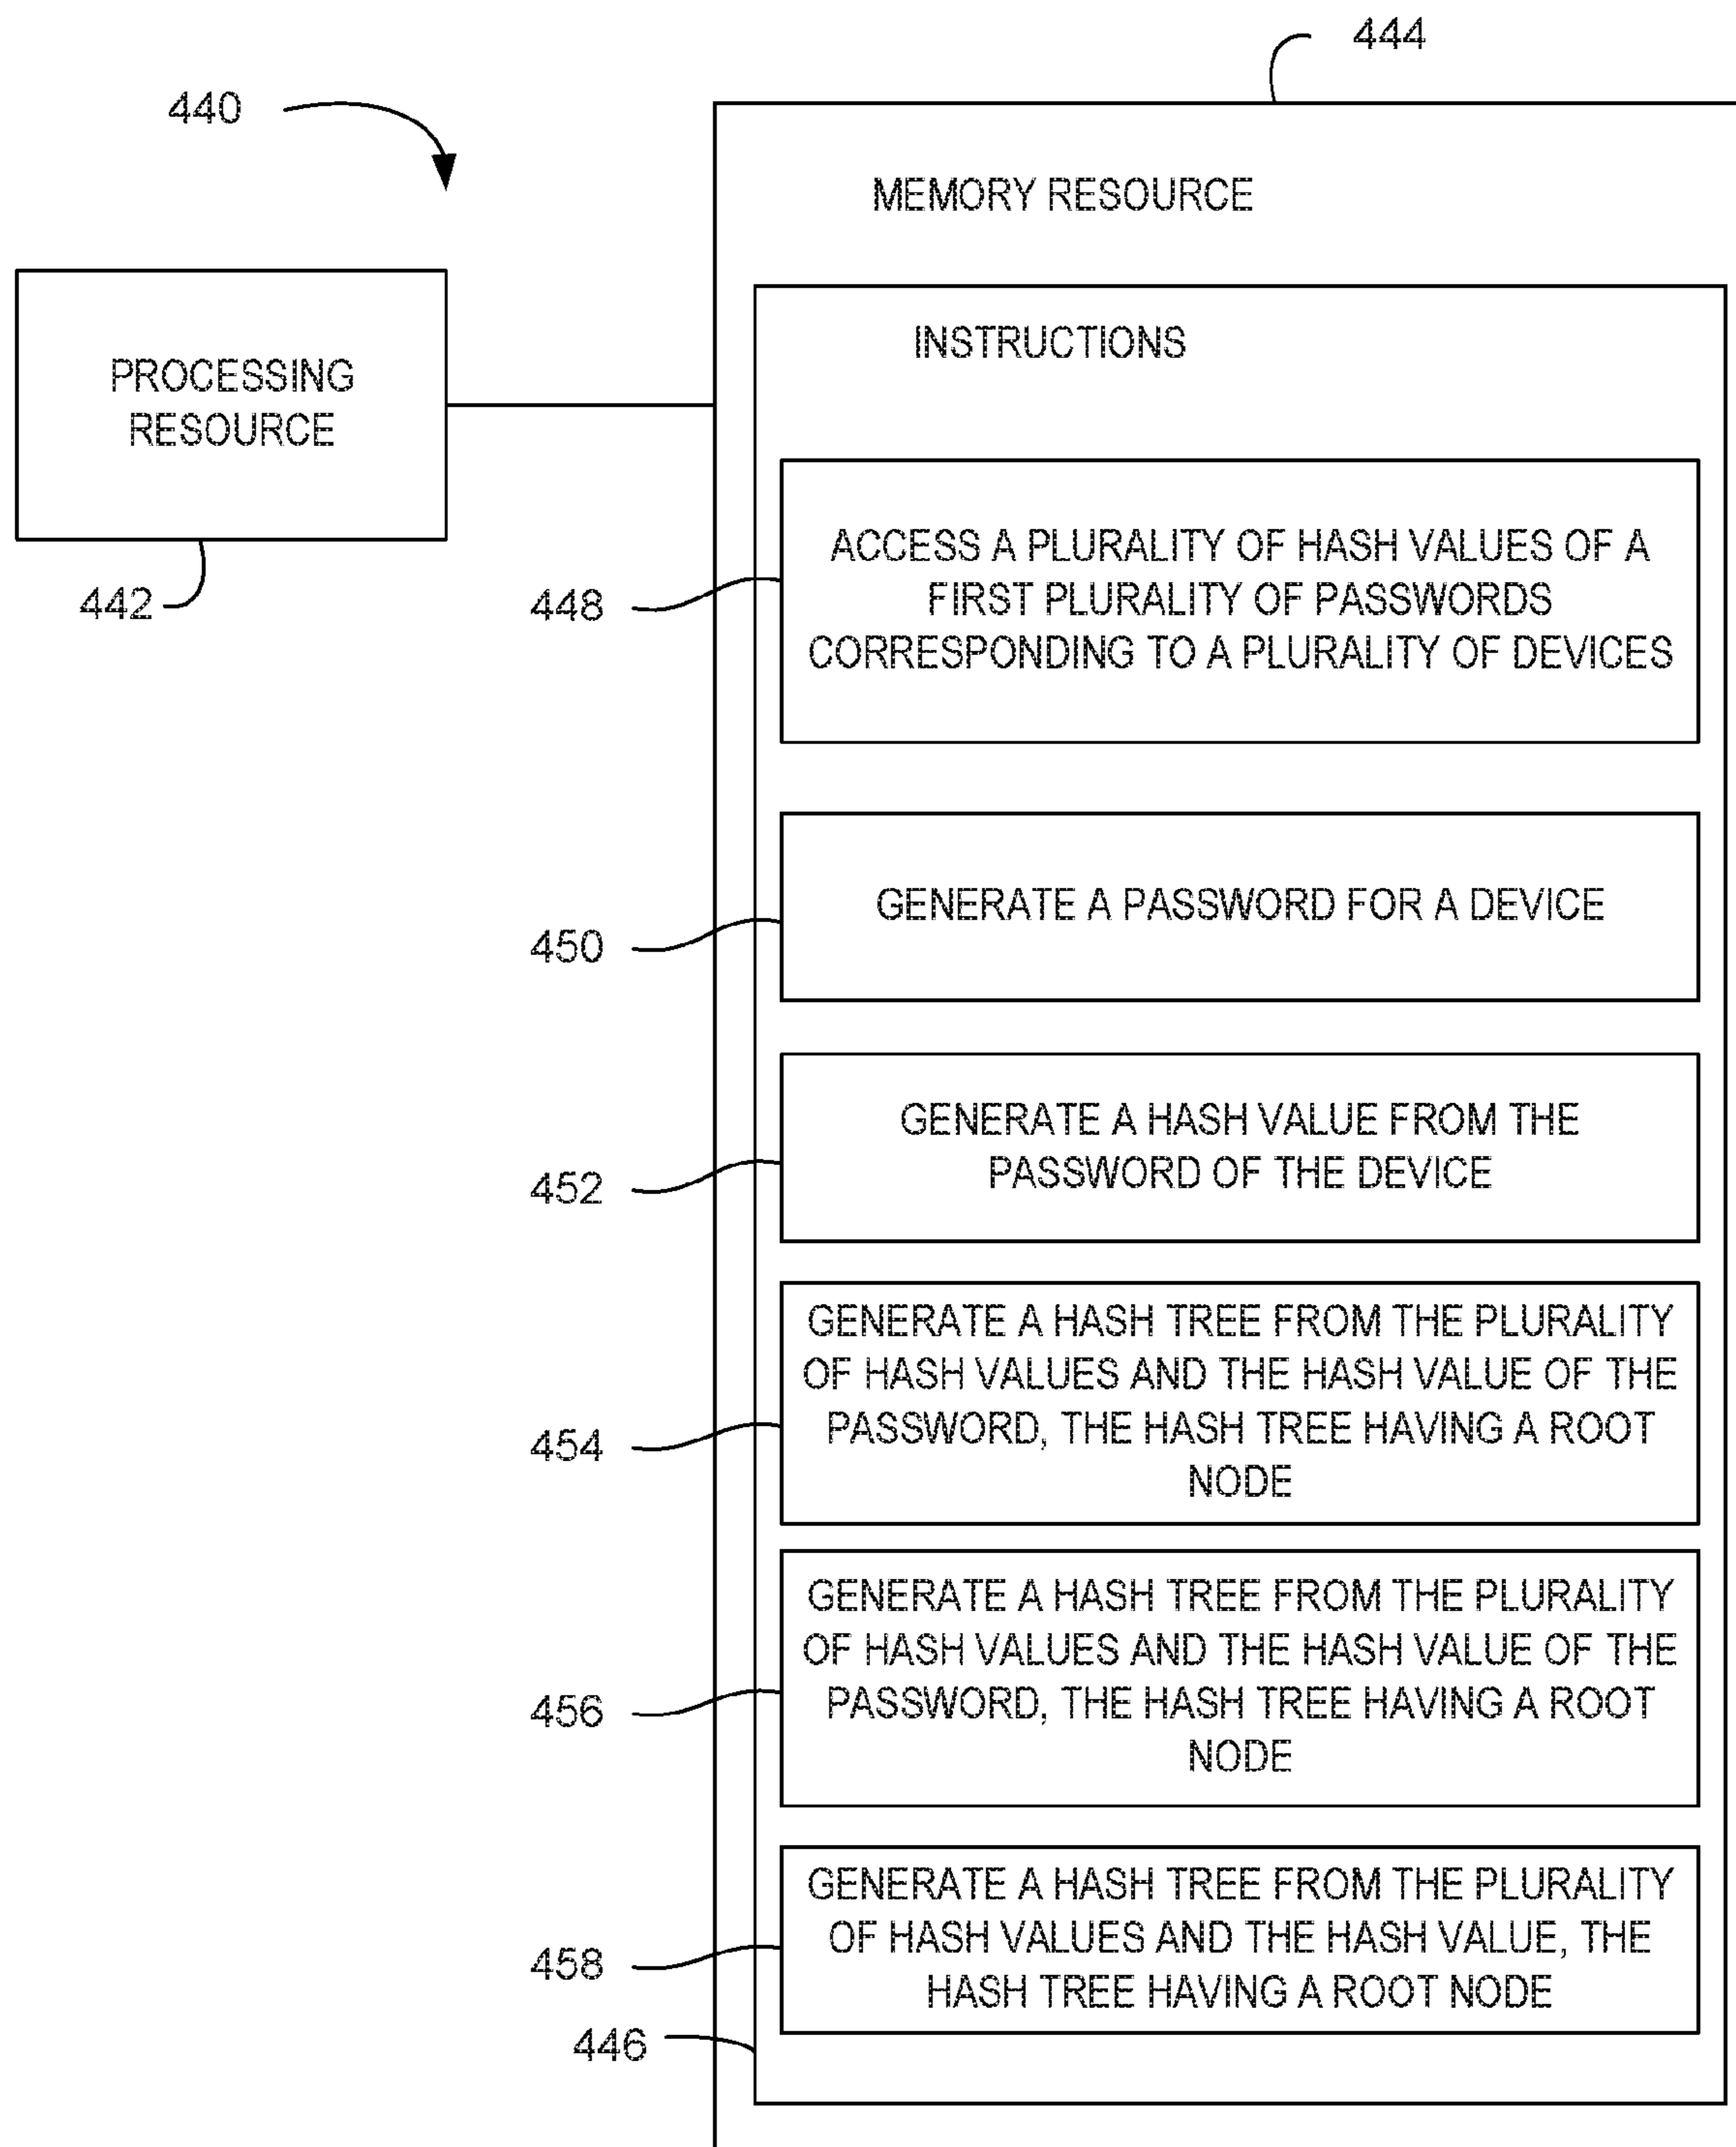 444
440
MEMORY RESOURCE
INSTRUCTIONS
PROCESSING
RESOURCE
442
448
ACCESS A PLURALITY OF HASH VALUES OF A
FIRST PLURALITY OF PASSWORDS
CORRESPONDING TO A PLURALITY OF DEVICES
450
GENERATE A PASSWORD FOR A DEVICE
452
GENERATE A HASH VALUE FROM THE
PASSWORD OF THE DEVICE
454
GENERATE A HASH TREE FROM THE PLURALITY
OF HASH VALUES AND THE HASH VALUE OF THE
PASSWORD, THE HASH TREE HAVING A ROOT
NODE
456
GENERATE A HASH TREE FROM THE PLURALITY
OF HASH VALUES AND THE HASH VALUE OF THE
PASSWORD, THE HASH TREE HAVING A ROOT
NODE
458
GENERATE A HASH TREE FROM THE PLURALITY
OF HASH VALUES AND THE HASH VALUE, THE
HASH TREE HAVING A ROOT NODE
446